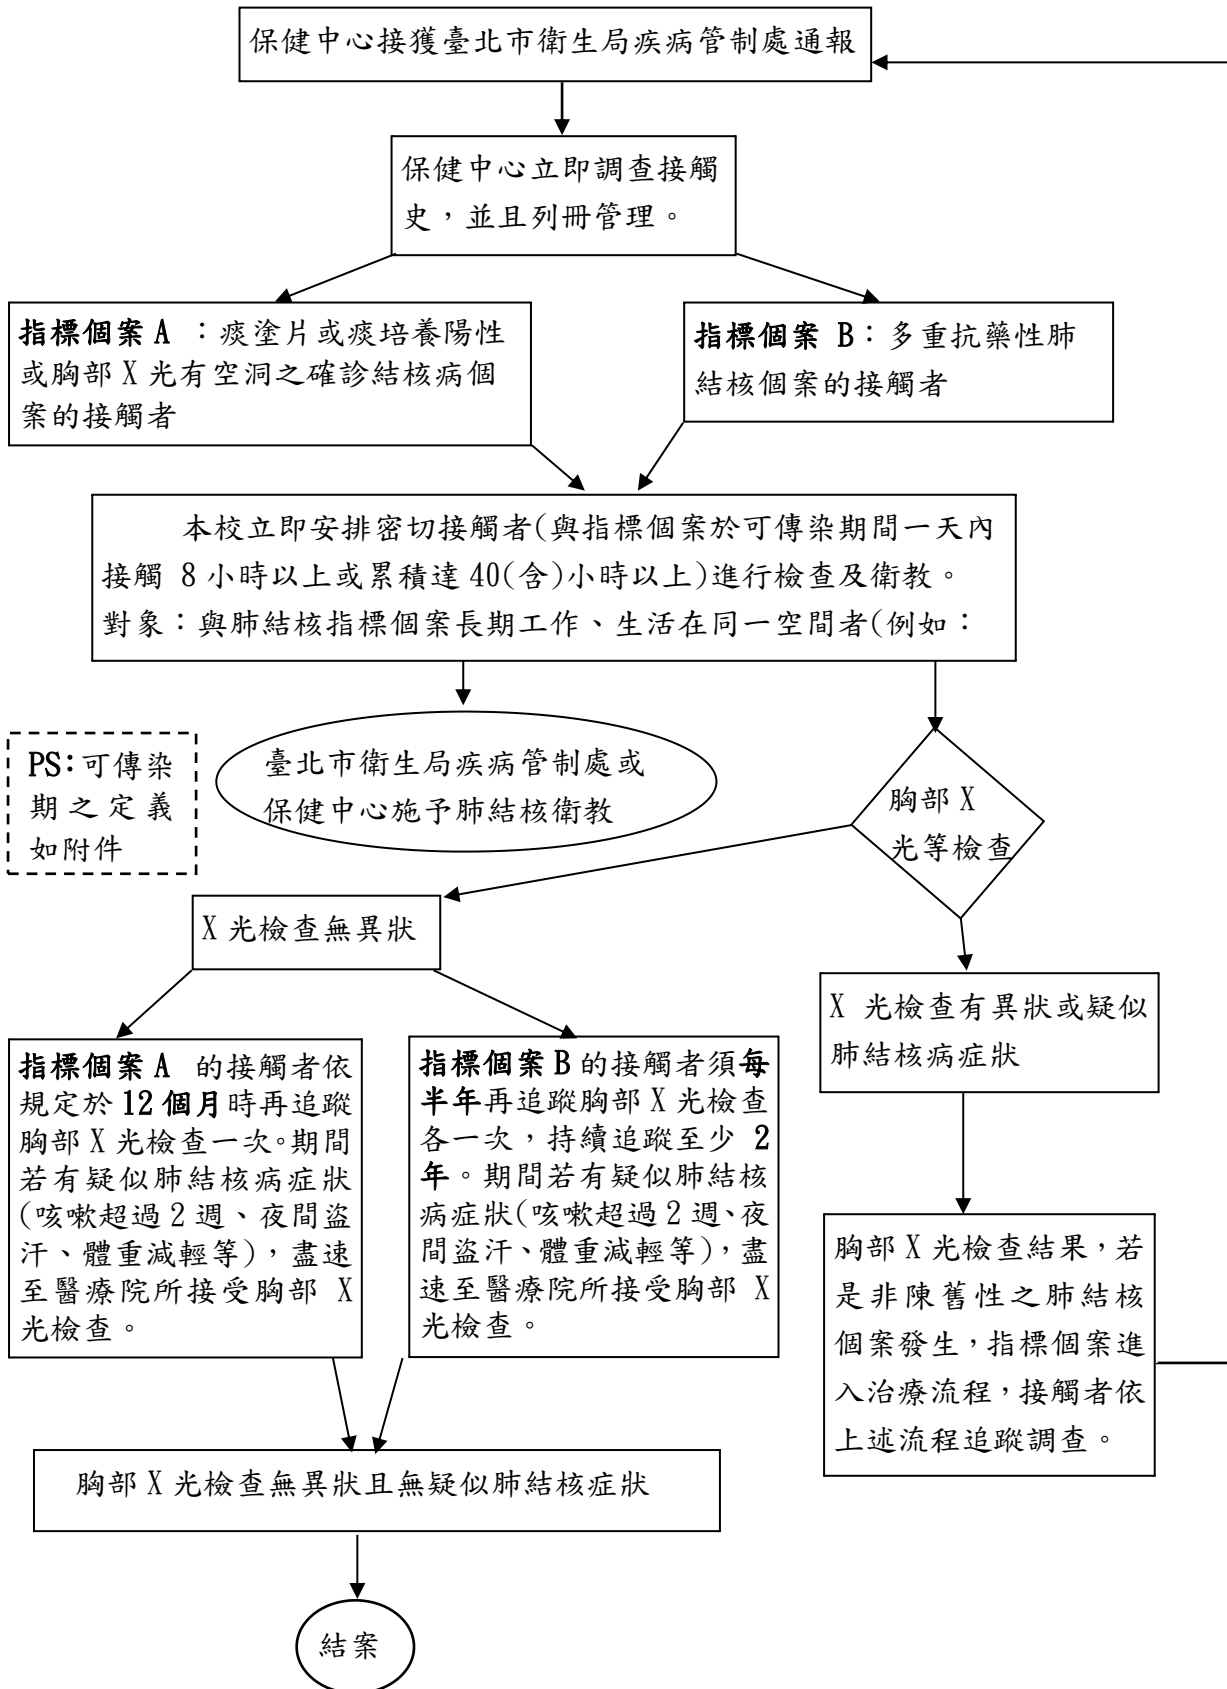 保健中心接獲臺北市衛生局疾病管制處通報
保健中心立即調查接觸
史，並且列冊管理。
指標個案 A ：痰塗片或痰培養陽性
或胸部 X 光有空洞之確診結核病個
案的接觸者
指標個案 B：多重抗藥性肺
結核個案的接觸者
本校立即安排密切接觸者(與指標個案於可傳染期間一天內
接觸 8 小時以上或累積達 40(含)小時以上)進行檢查及衛教。
對象：與肺結核指標個案長期工作、生活在同一空間者(例如：
PS:可傳染
期之定義
如附件
臺北市衛生局疾病管制處或
保健中心施予肺結核衛教
胸部 X
光等檢查
X 光檢查無異狀
X 光檢查有異狀或疑似
肺結核病症狀
指標個案 A 的接觸者依
規定於 12 個月時再追蹤
胸部 X 光檢查一次。期間
若有疑似肺結核病症狀
(咳嗽超過 2 週、夜間盜
汗、體重減輕等)，盡速
至醫療院所接受胸部 X
光檢查。
指標個案 B 的接觸者須每
半年再追蹤胸部 X 光檢查
各一次，持續追蹤至少 2
年。期間若有疑似肺結核
病症狀(咳嗽超過 2 週、夜
間盜汗、體重減輕等)，盡
速至醫療院所接受胸部 X
光檢查。
胸部 X 光檢查結果，若
是非陳舊性之肺結核
個案發生，指標個案進
入治療流程，接觸者依
上述流程追蹤調查。
胸部 X 光檢查無異狀且無疑似肺結核症狀
結案